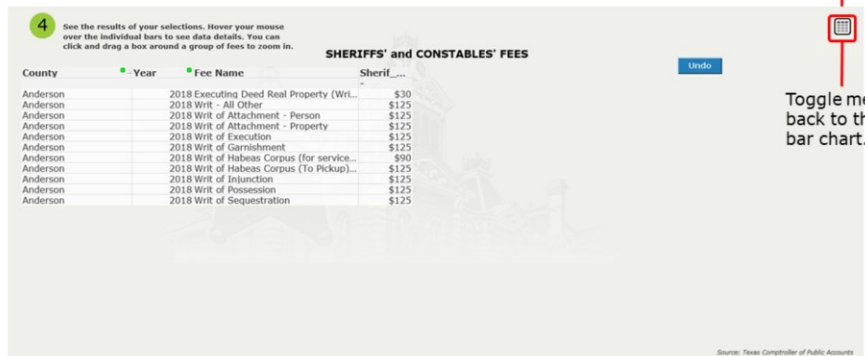 4
See the results of your selections. Hover your mouse
over the individual bars to see data details. You can
click and drag a box around a group of fees to zoom in.
SHERIFFS' and CONSTABLES' FEES
Undo
County Year Fee Name Sherif_...
-
Anderson 2018 Executing Deed Real Property (Wri... $30
Anderson 2018 Writ - All Other $125
Anderson 2018 Writ of Attachment - Person $125
Anderson 2018 Writ of Attachment - Property $125
Anderson 2018 Writ of Execution $125
Anderson 2018 Writ of Garnishment $125
Anderson 2018 Writ of Habeas Corpus (for service... $90
Anderson 2018 Writ of Habeas Corpus (To Pickup)... $125
Anderson 2018 Writ of Injunction $125
Anderson 2018 Writ of Possession $125
Anderson 2018 Writ of Sequestration $125
Toggle me
back to th
bar chart.
Source: Texas Comptroller of Public Accounts